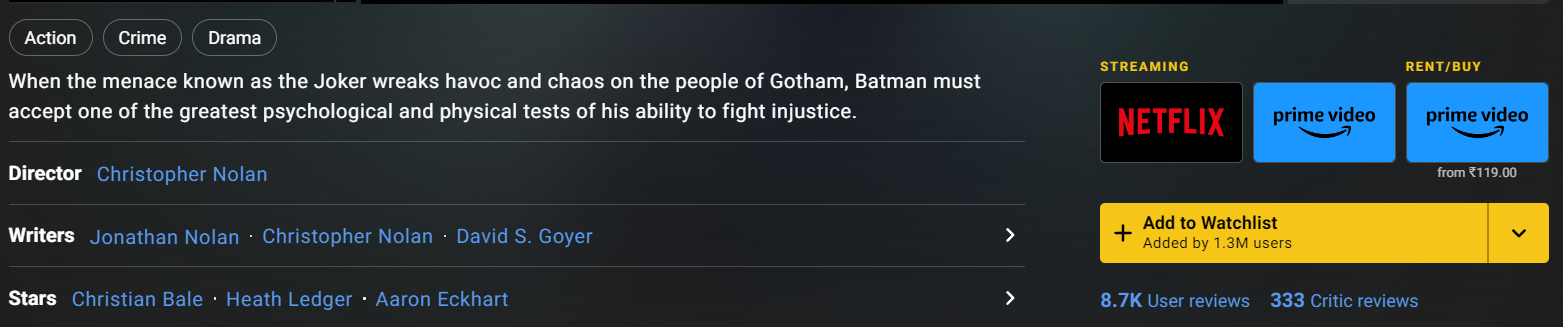 Action
Crime
Drama
When the menace known as the Joker wreaks havoc and chaos on the people of Gotham, Batman must
accept one of the greatest psychological and physical tests of his ability to fight injustice.
Director Christopher Nolan
Writers Jonathan Nolan · Christopher Nolan · David S. Goyer
Stars Christian Bale · Heath Ledger · Aaron Eckhart
STREAMING
RENT/BUY
NETFLIX
prime video
prime video
from ₹119.00
+ Add to Watchlist
Added by 1.3M users
8.7K User reviews 333 Critic reviews